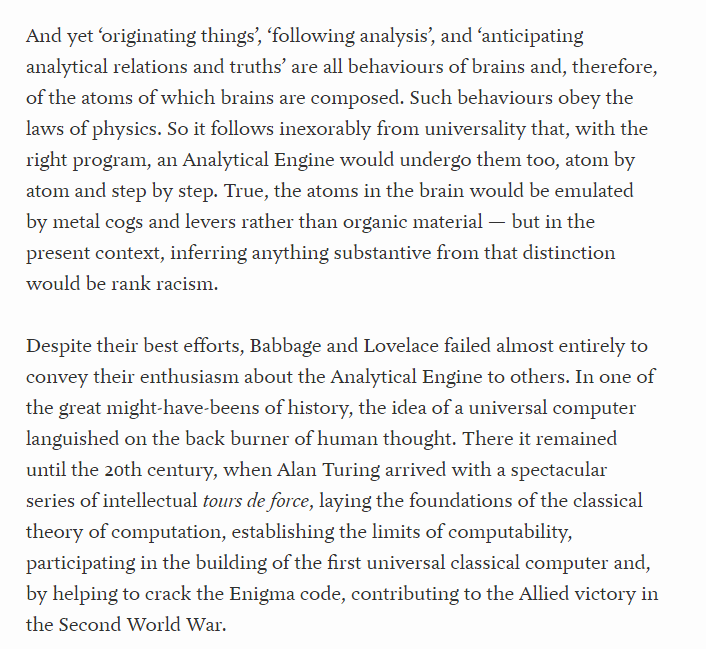 And yet ‘originating things’, ‘following analysis’, and ‘anticipating
analytical relations and truths’ are all behaviours of brains and, therefore,
of the atoms of which brains are composed. Such behaviours obey the
laws of physics. So it follows inexorably from universality that, with the
right program, an Analytical Engine would undergo them too, atom by
atom and step by step. True, the atoms in the brain would be emulated
by metal cogs and levers rather than organic material — but in the
present context, inferring anything substantive from that distinction
would be rank racism.
Despite their best efforts, Babbage and Lovelace failed almost entirely to
convey their enthusiasm about the Analytical Engine to others. In one of
the great might-have-beens of history, the idea of a universal computer
languished on the back burner of human thought. There it remained
until the 20th century, when Alan Turing arrived with a spectacular
series of intellectual tours de force, laying the foundations of the classical
theory of computation, establishing the limits of computability,
participating in the building of the first universal classical computer and,
by helping to crack the Enigma code, contributing to the Allied victory in
the Second World War.